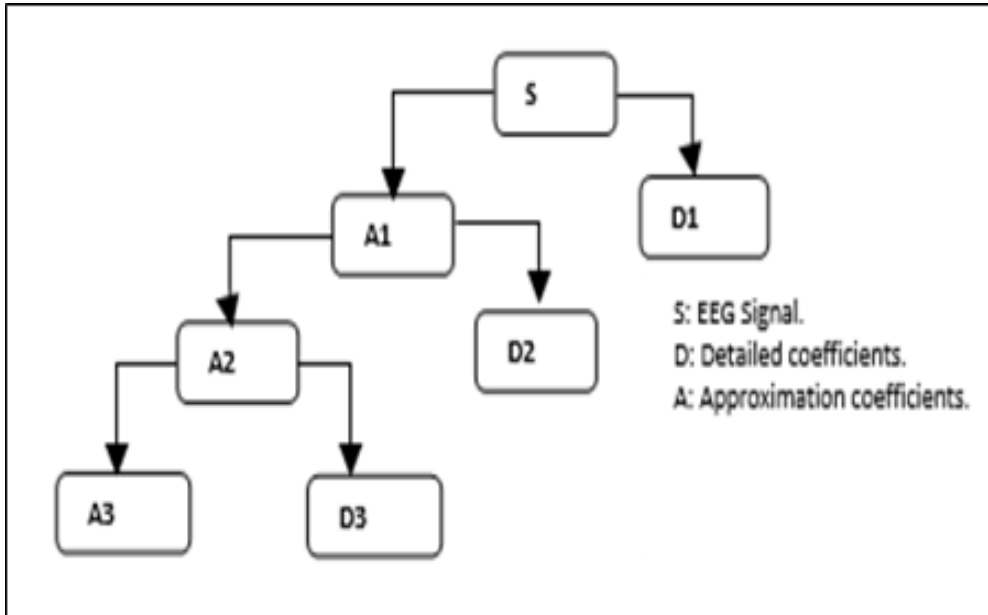 S
A1
D1
A2
D2
A3
D3
S: EEG Signal.
D: Detailed coefficients.
A: Approximation coefficients.